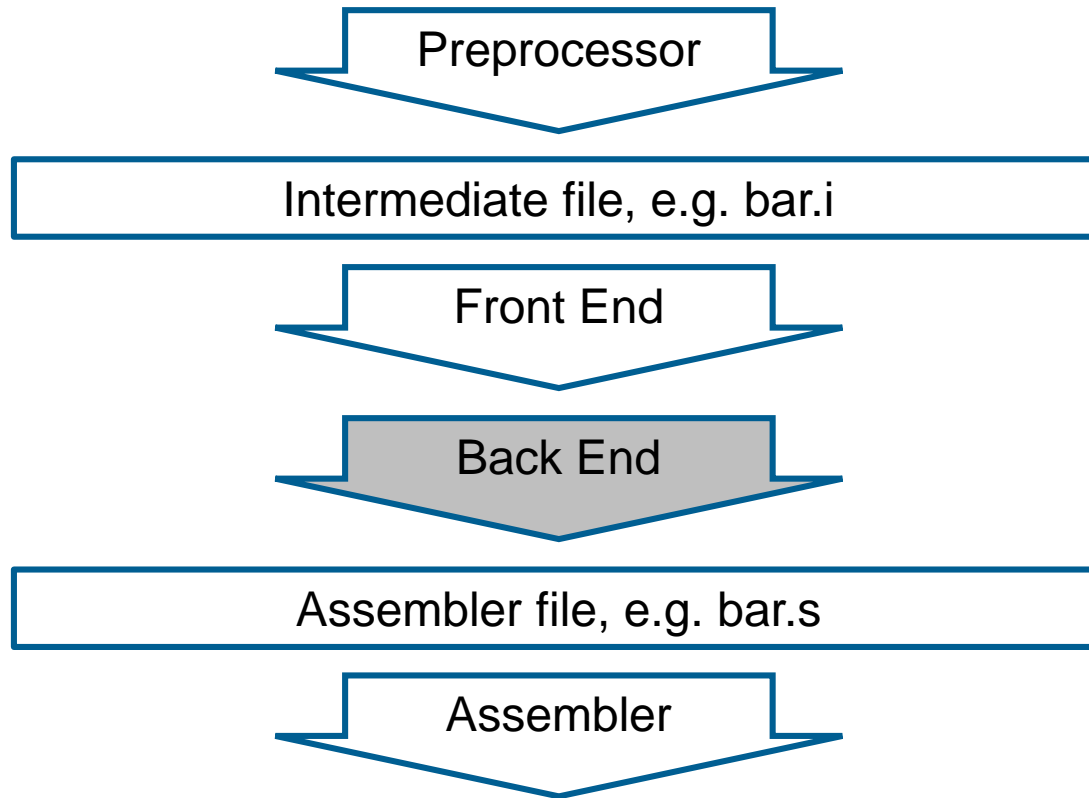 Preprocessor
Intermediate file, e.g. bar.i
Front End
Back End
Assembler file, e.g. bar.s
Assembler